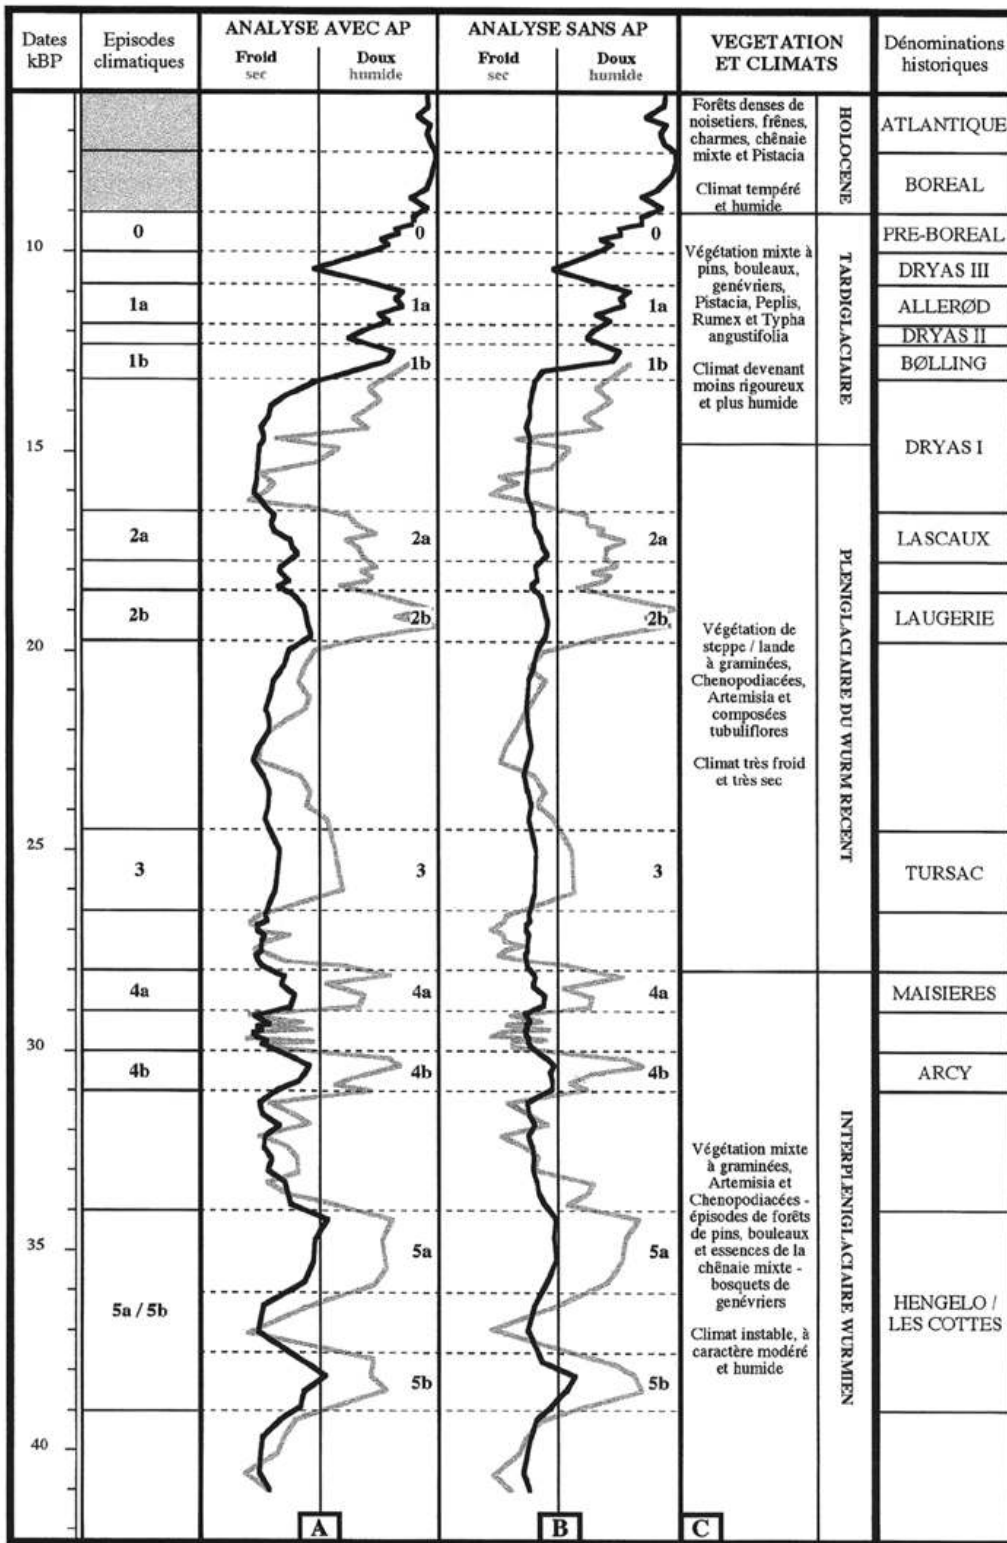 Dates
kBP
Episodes
climatiques
ANALYSE AVEC AP
Froid
sec
Doux
humide
ANALYSE SANS AP
Froid
sec
Doux
humide
VEGETATION
ET CLIMATS
Dénominations
historiques
10
15
20
25
30
35
40
0
1a
1b
2a
2b
3
4a
4b
5a / 5b
0
1a
1b
2a
2b
3
4a
4b
5a
5b
A
0
1a
1b
2a
2b
3
4a
4b
5a
5b
B
Forêts denses de
noisetiers, frênes,
charmes, chênaie
mixte et Pistacia
Climat tempéré
et humide
Végétation mixte à
pins, bouleaux,
genévriers,
Pistacia, Peplis,
Rumex et Typha
angustifolia
Climat devenant
moins rigoureux
et plus humide
Végétation de
steppe / lande
à graminées,
Chenopodiacées,
Artemisia et
composées
tubuliflores
Climat très froid
et très sec
Végétation mixte
à graminées,
Artemisia et
Chenopodiacées -
épisodes de forêts
de pins, bouleaux
et essences de la
chênaie mixte -
bosquets de
genévriers
Climat instable, à
caractère modéré
et humide
C
HOLOCENE
TARDIGLACIAIRE
PLENIGLACIAIRE DU WURM RECENT
INTERPLENIGLACIAIRE WURMIEN
ATLANTIQUE
BOREAL
PRE-BOREAL
DRYAS III
ALLERØD
DRYAS II
BØLLING
DRYAS I
LASCAUX
LAUGERIE
TURSAC
MAISIERES
ARCY
HENGELO /
LES COTTES